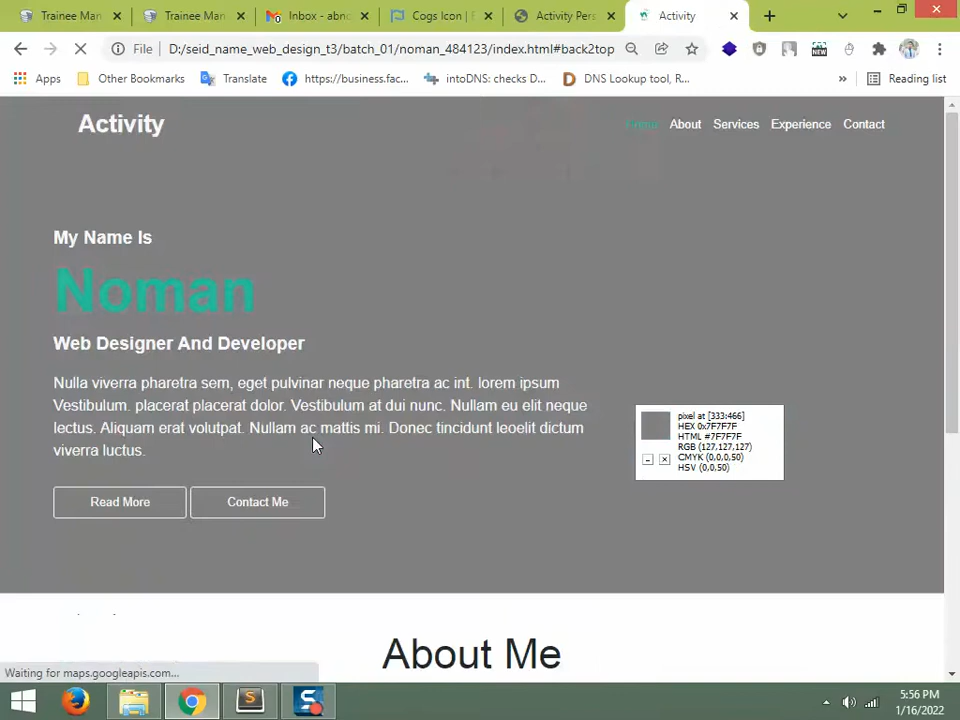 Teainee Man
Trainee Man
Inbox - abno
Cogs Icon | F
Activity Pers
Activity
File
D:/seid_name_web_design_t3/batch_01/noman_484123/index.html#back2top
NEW
Apps
Other Bookmarks
Translate
https://business.fac...
intoDNS: checks D...
DNS Lookup tool, R...
»
Reading list
Activity
Home
About
Services
Experience
Contact
My Name Is
Noman
Web Designer And Developer
Nulla viverra pharetra sem, eget pulvinar neque pharetra ac int. lorem ipsum
Vestibulum. placerat placerat dolor. Vestibulum at dui nunc. Nullam eu elit neque
lectus. Aliquam erat volutpat. Nullam ac mattis mi. Donec tincidunt leoelit dictum
viverra luctus.
pixel at [333:466]
HEX 0x7F7F7F
HTML #7F7F7F
RGB (127,127,127)
CMYK (0,0,0,50)
HSV (0,0,50)
Read More
Contact Me
About Me
Waiting for maps.googleapis.com...
5:56 PM
1/16/2022